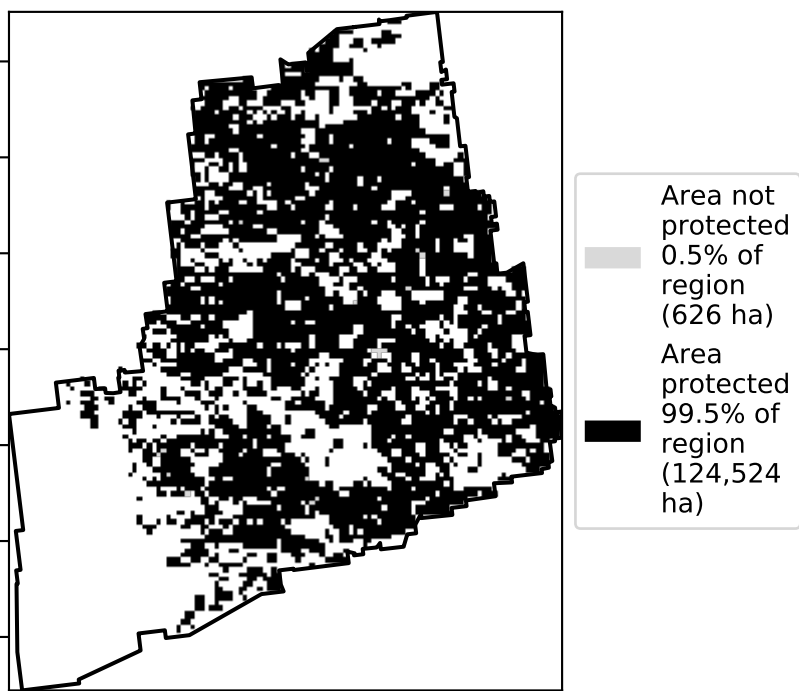 Area not
protected
0.5% of
region
(626 ha)
Area
protected
99.5% of
region
(124,524
ha)